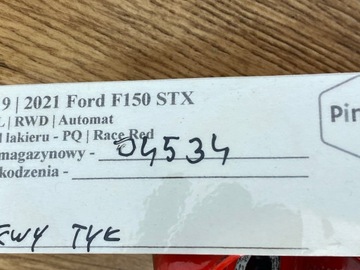 9 | 2021 Ford F150 STX
L | RWD | Automat
lakieru - PQ | Race Red
magazynowy - 04534
kodzenia -
Pin
EWY TYŁ